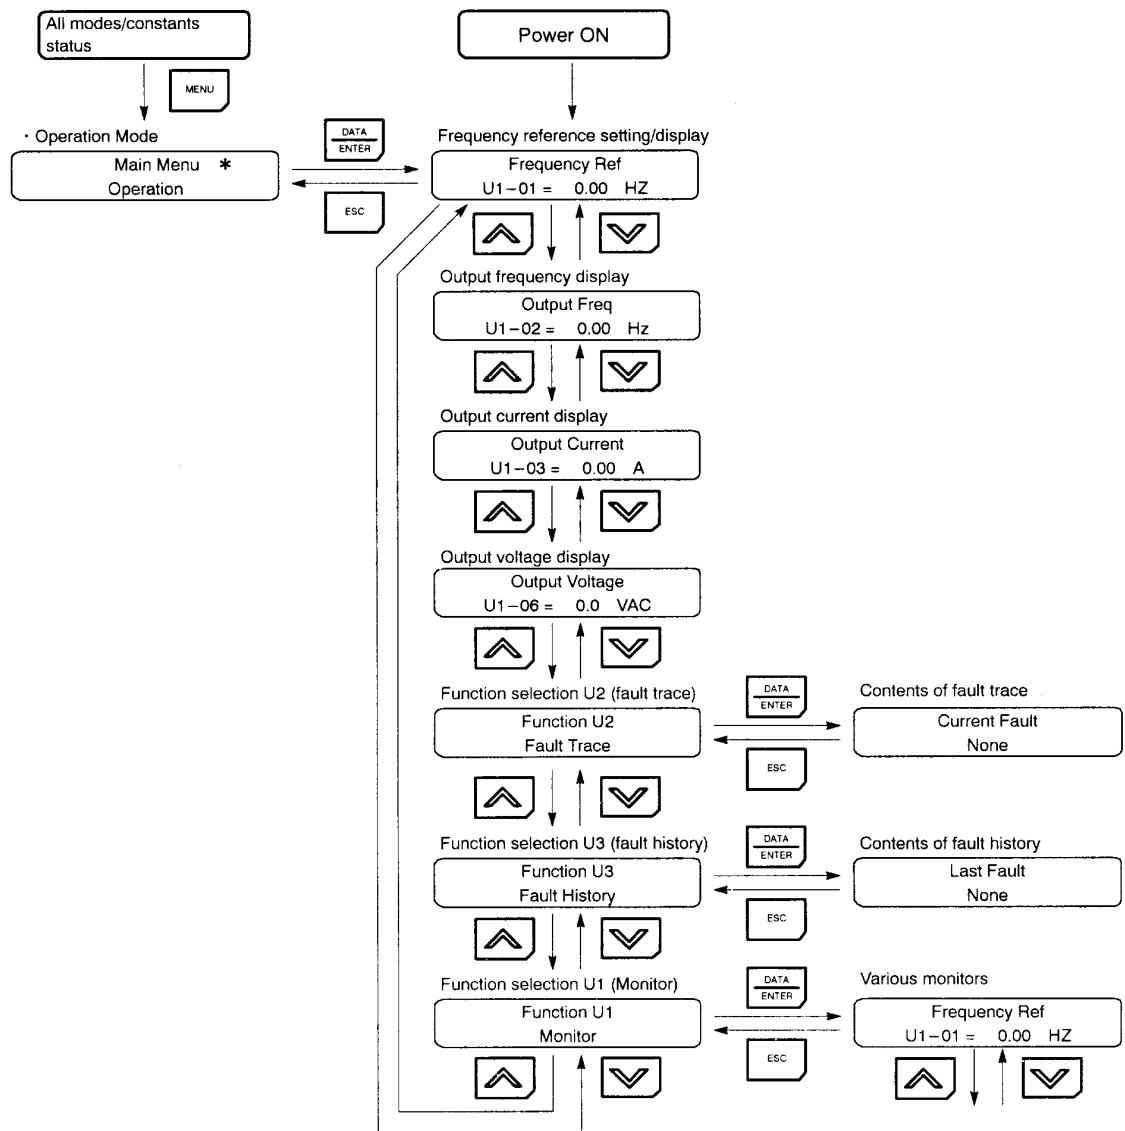 All modes/constants
status
Power ON
MENU
· Operation Mode
Main Menu *
Operation
DATA
ENTER
ESC
Frequency reference setting/display
Frequency Ref
U1−01 = 0.00 HZ
Output frequency display
Output Freq
U1−02 = 0.00 Hz
Output current display
Output Current
U1−03 = 0.00 A
Output voltage display
Output Voltage
U1−06 = 0.0 VAC
Function selection U2 (fault trace)
Function U2
Fault Trace
DATA
ENTER
ESC
Contents of fault trace
Current Fault
None
Function selection U3 (fault history)
Function U3
Fault History
DATA
ENTER
ESC
Contents of fault history
Last Fault
None
Function selection U1 (Monitor)
Function U1
Monitor
DATA
ENTER
ESC
Various monitors
Frequency Ref
U1−01 = 0.00 HZ